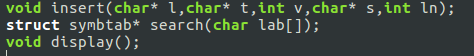 void insert(char* l,char* t,int v,char* s,int ln);
struct symbtab* search(char lab[]);
void display();